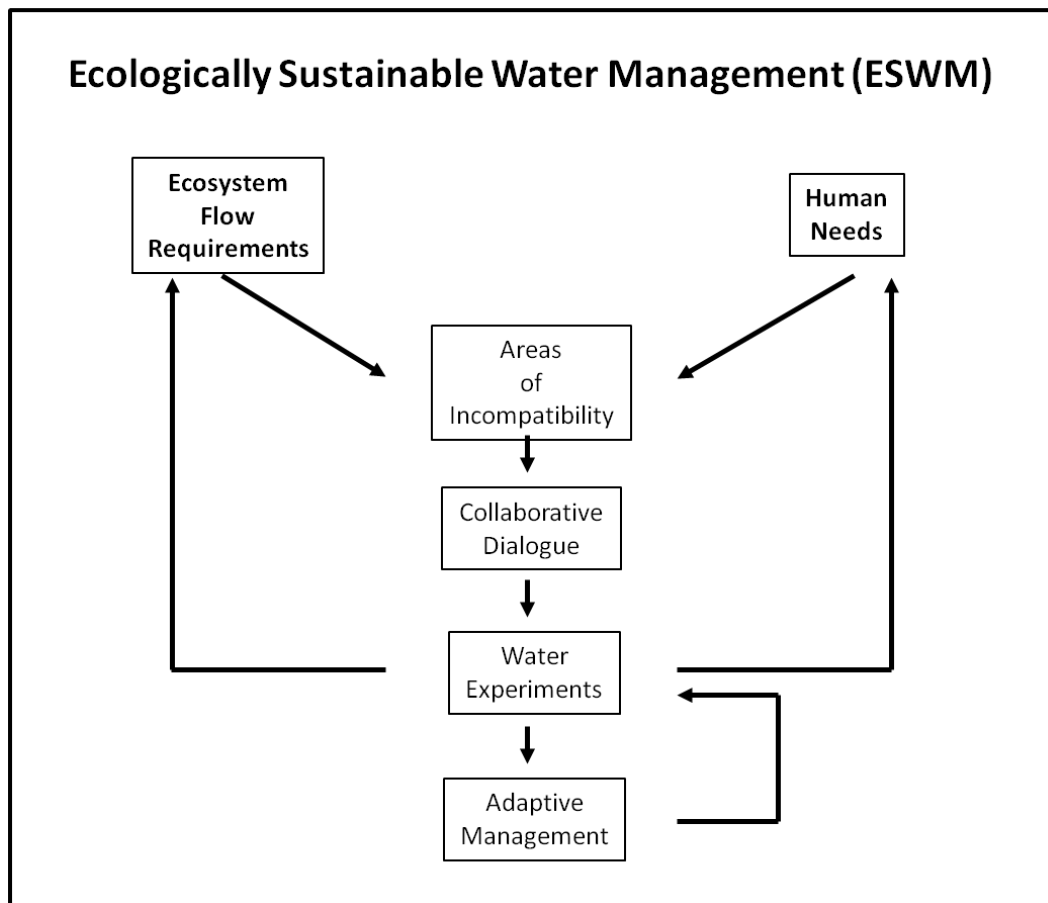 Ecologically Sustainable Water Management (ESWM)
Ecosystem
Flow
Requirements
Human
Needs
Areas
of
Incompatibility
Collaborative
Dialogue
Water
Experiments
Adaptive
Management